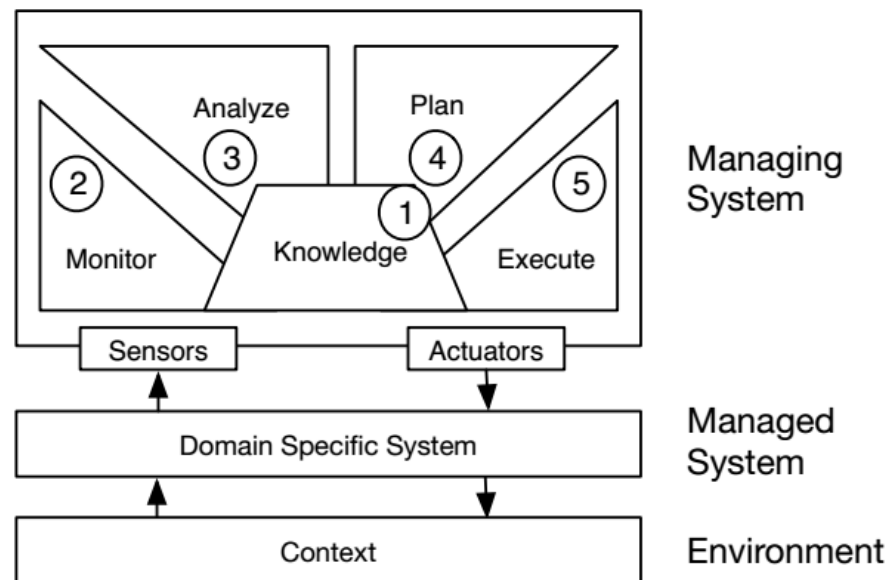 Analyze
Plan
3
4
2
5
1
Monitor
Knowledge
Execute
Managing
System
Sensors
Actuators
Domain Specific System
Managed
System
Context
Environment